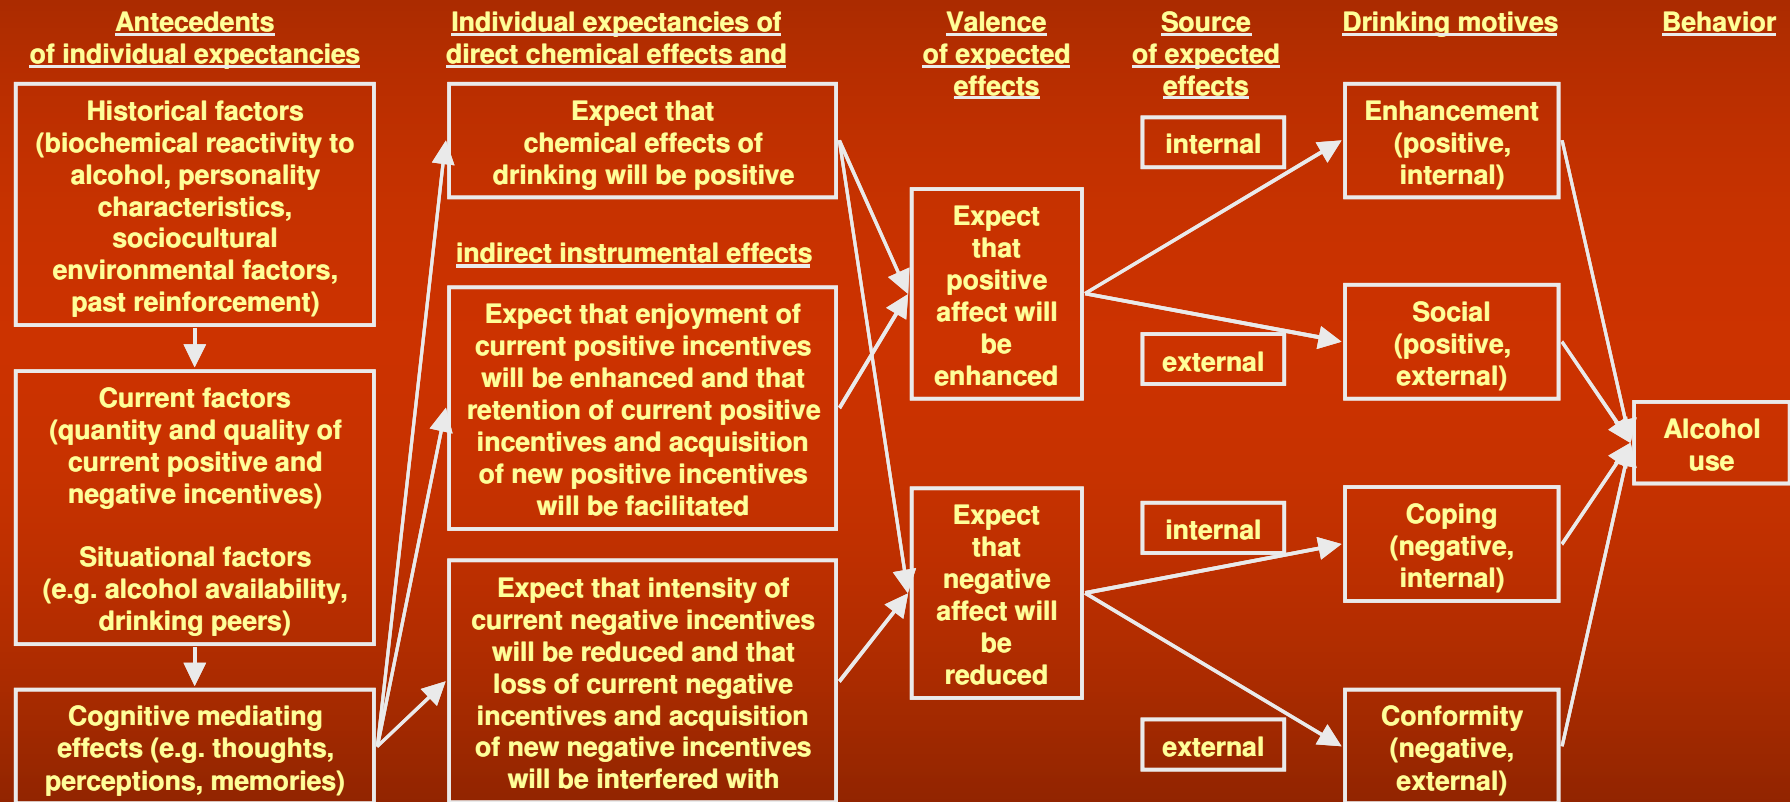 Antecedents
of individual expectancies
Historical factors
(biochemical reactivity to
alcohol, personality
characteristics,
sociocultural
environmental factors,
past reinforcement)
Current factors
(quantity and quality of
current positive and
negative incentives)
Situational factors
(e.g. alcohol availability,
drinking peers)
Cognitive mediating
effects (e.g. thoughts,
perceptions, memories)
Individual expectancies of
direct chemical effects and
Expect that
chemical effects of
drinking will be positive
indirect instrumental effects
Expect that enjoyment of
current positive incentives
will be enhanced and that
retention of current positive
incentives and acquisition
of new positive incentives
will be facilitated
Expect that intensity of
current negative incentives
will be reduced and that
loss of current negative
incentives and acquisition
of new negative incentives
will be interfered with
Valence
of expected
effects
Expect
that
positive
affect will
be
enhanced
Expect
that
negative
affect will
be
reduced
Source
of expected
effects
internal
external
internal
external
Drinking motives
Enhancement
(positive,
internal)
Social
(positive,
external)
Coping
(negative,
internal)
Conformity
(negative,
external)
Behavior
Alcohol
use